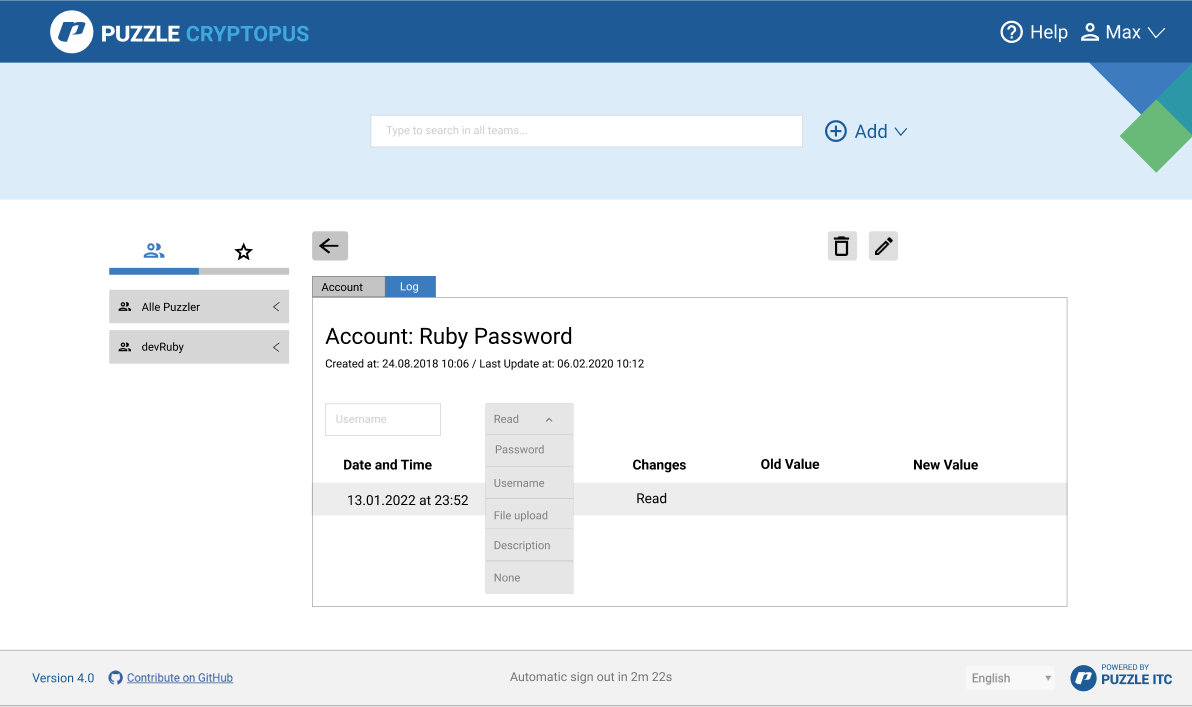 PUZZLE CRYPTOPUS
Help
Max
Type to search in all teams...
Add
Alle Puzzler
devRuby
Account
Log
Account: Ruby Password
Created at: 24.08.2018 10:06 / Last Update at: 06.02.2020 10:12
Username
Read
Password
Username
File upload
Description
None
Date and Time
Changes
Old Value
New Value
13.01.2022 at 23:52
Read
Version 4.0
Contribute on GitHub
Automatic sign out in 2m 22s
English
POWERED BY
PUZZLE ITC